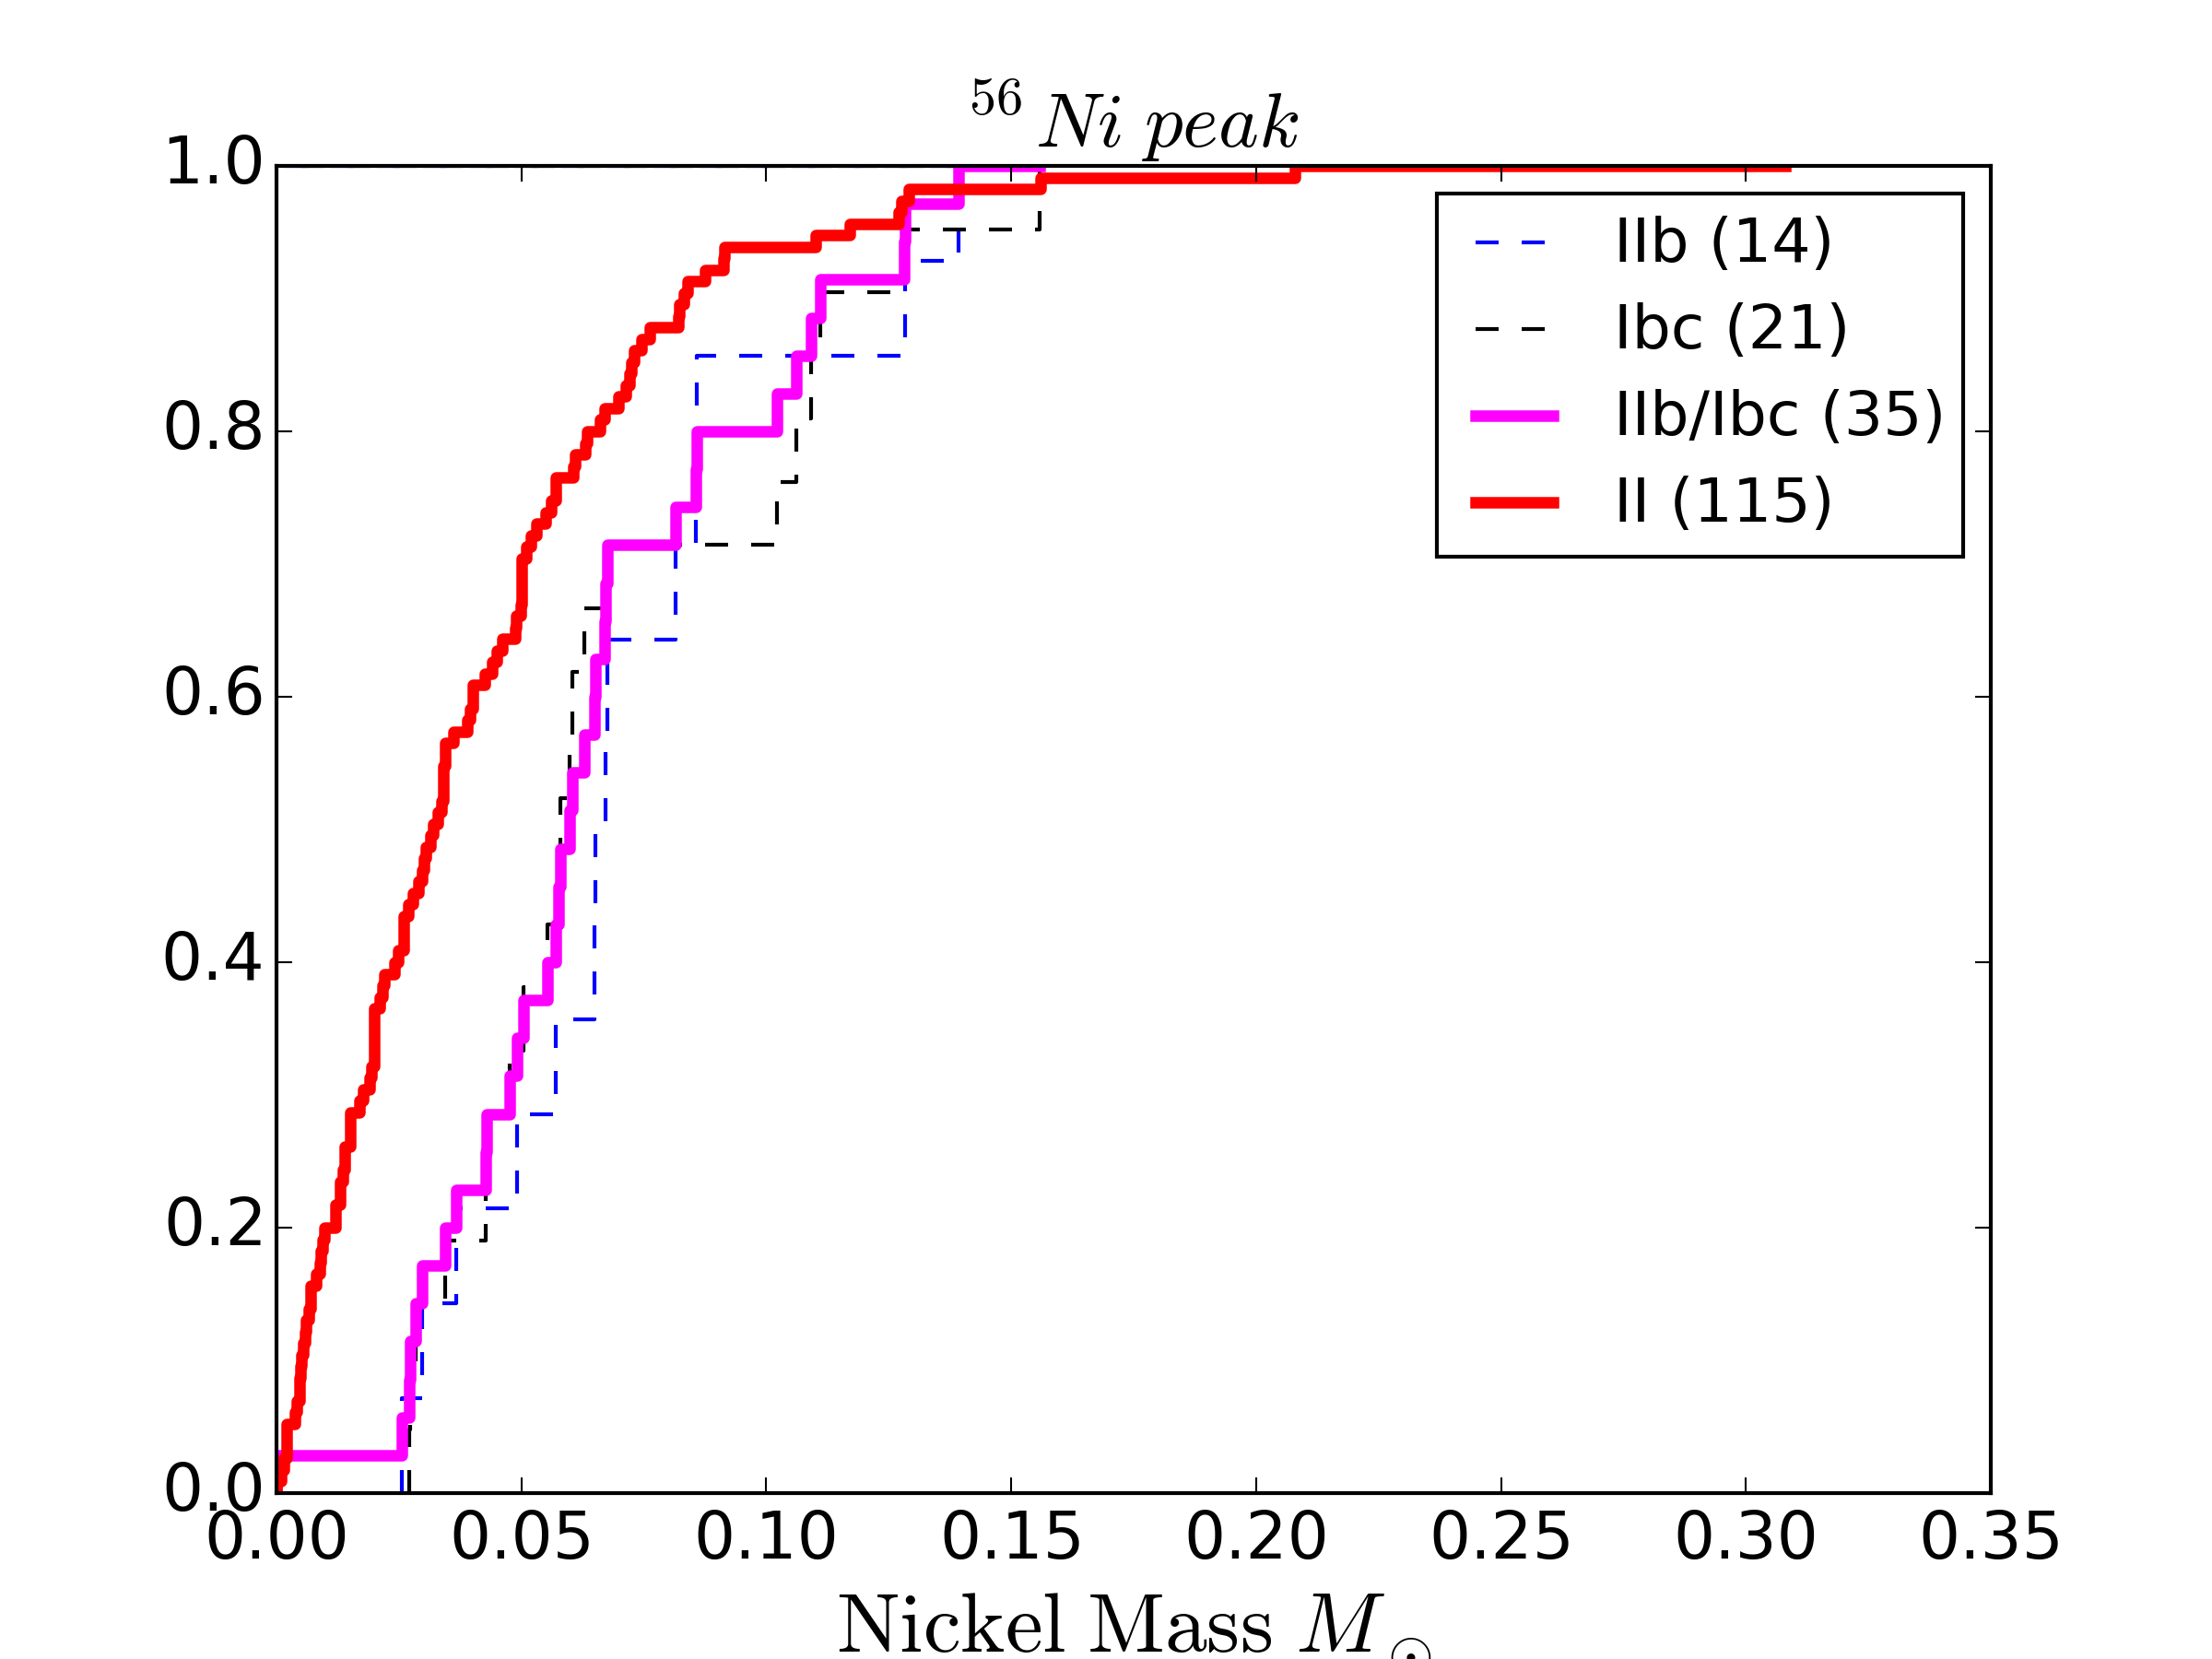 ⁵⁶Ni peak
1.0
0.8
0.6
0.4
0.2
0.0
IIb (14)
Ibc (21)
IIb/Ibc (35)
II (115)
0.00 0.05 0.10 0.15 0.20 0.25 0.30 0.35
Nickel Mass M⊙